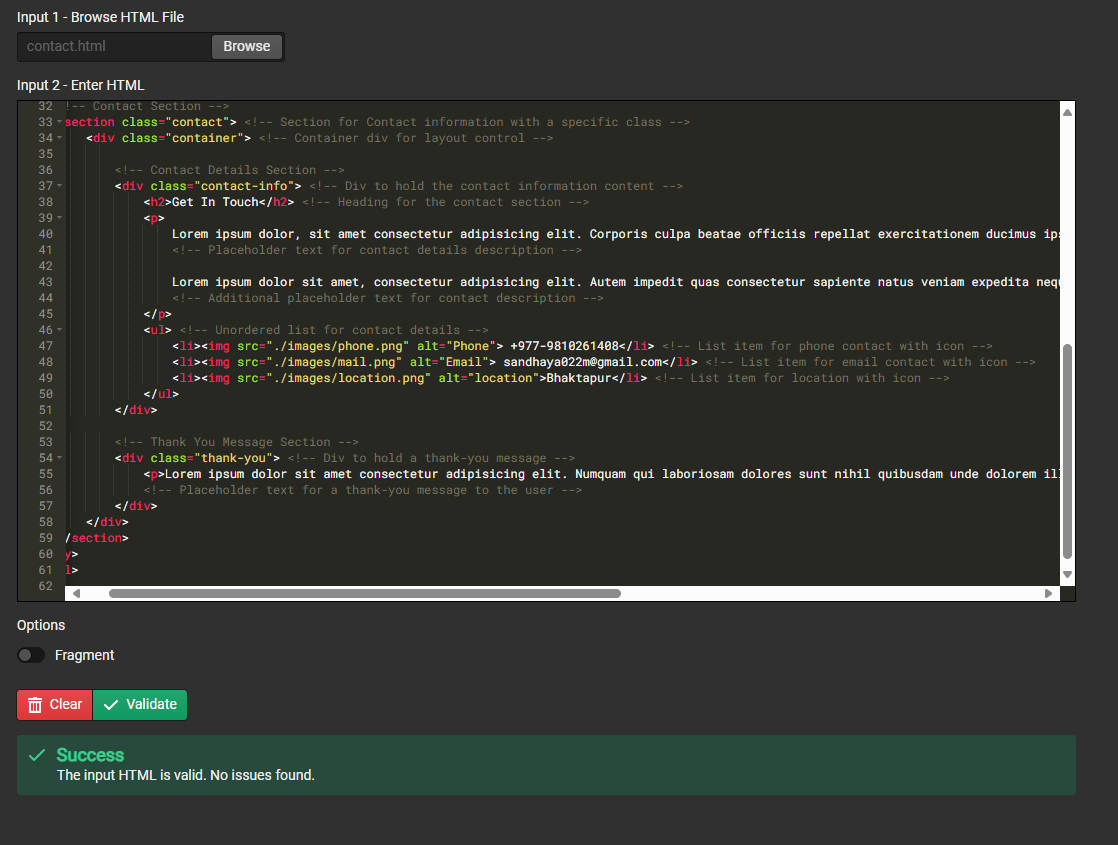 Input 1 - Browse HTML File
contact.html Browse
Input 2 - Enter HTML
32 !-- Contact Section -->
33 section class="contact"> <!-- Section for Contact information with a specific class -->
34 <div class="container"> <!-- Container div for layout control -->
35
36 <!-- Contact Details Section -->
37 <div class="contact-info"> <!-- Div to hold the contact information content -->
38 <h2>Get In Touch</h2> <!-- Heading for the contact section -->
39 <p>
40 Lorem ipsum dolor, sit amet consectetur adipisicing elit. Corporis culpa beatae officiis repellat exercitationem ducimus ips
41 <!-- Placeholder text for contact details description -->
42
43 Lorem ipsum dolor sit amet, consectetur adipisicing elit. Autem impedit quas consectetur sapiente natus veniam expedita nequ
44 <!-- Additional placeholder text for contact description -->
45 </p>
46 <ul> <!-- Unordered list for contact details -->
47 <li><img src="./images/phone.png" alt="Phone"> +977-9810261408</li> <!-- List item for phone contact with icon -->
48 <li><img src="./images/mail.png" alt="Email"> sandhaya022m@gmail.com</li> <!-- List item for email contact with icon -->
49 <li><img src="./images/location.png" alt="location">Bhaktapur</li> <!-- List item for location with icon -->
50 </ul>
51 </div>
52
53 <!-- Thank You Message Section -->
54 <div class="thank-you"> <!-- Div to hold a thank-you message -->
55 <p>Lorem ipsum dolor sit amet consectetur adipisicing elit. Numquam qui laboriosam dolores sunt nihil quibusdam unde dolorem ill
56 <!-- Placeholder text for a thank-you message to the user -->
57 </div>
58 </div>
59 /section>
60 y>
61 l>
62
Options
Fragment
Clear Validate
Success
The input HTML is valid. No issues found.